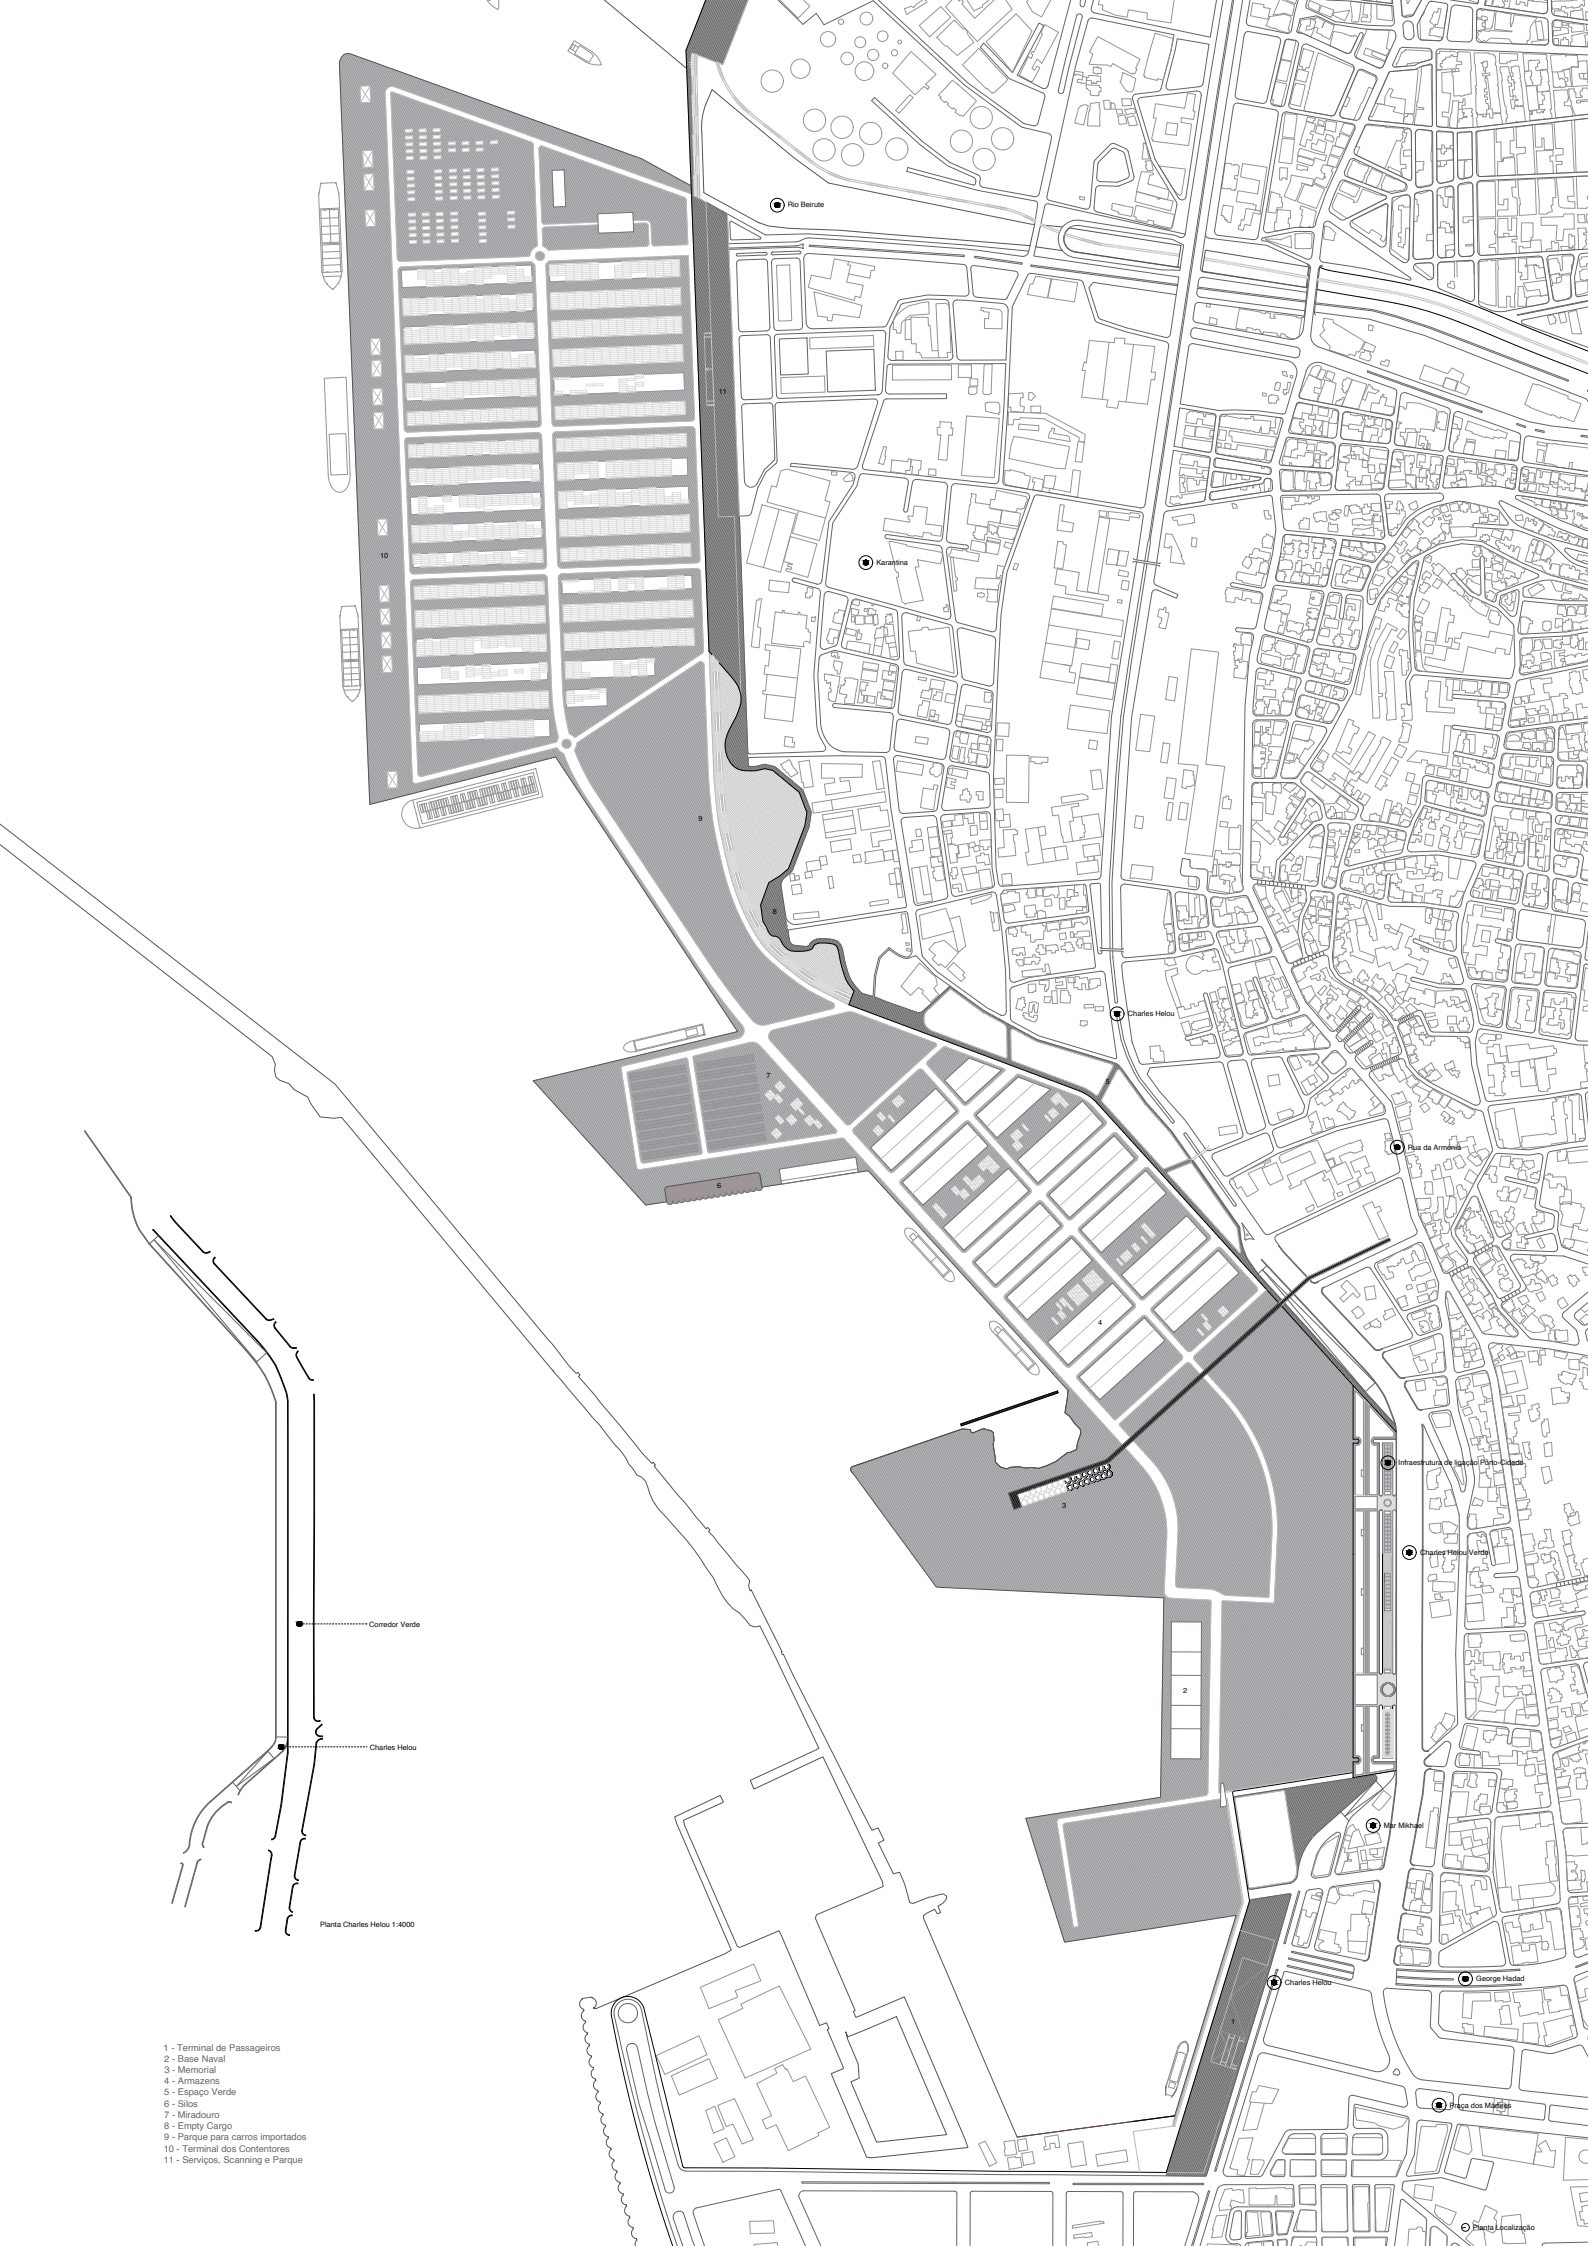 Rio Beirute
11
10
Karantina
9
8
Charles Helou
7
5
Rua da Arménia
6
4
Infraestrutura de ligação Porto-Cidade
3
Charles Helou Verde
Corredor Verde
2
Charles Helou
Mar Mikhael
Planta Charles Helou 1:4000
George Hadad
Charles Helou
1
1 - Terminal de Passageiros
2 - Base Naval
3 - Memorial
4 - Armazens
5 - Espaço Verde
6 - Silos
7 - Miradouro
8 - Empty Cargo
9 - Parque para carros importados
10 - Terminal dos Contentores
11 - Serviços, Scanning e Parque
Praça dos Mártires
Planta Localização